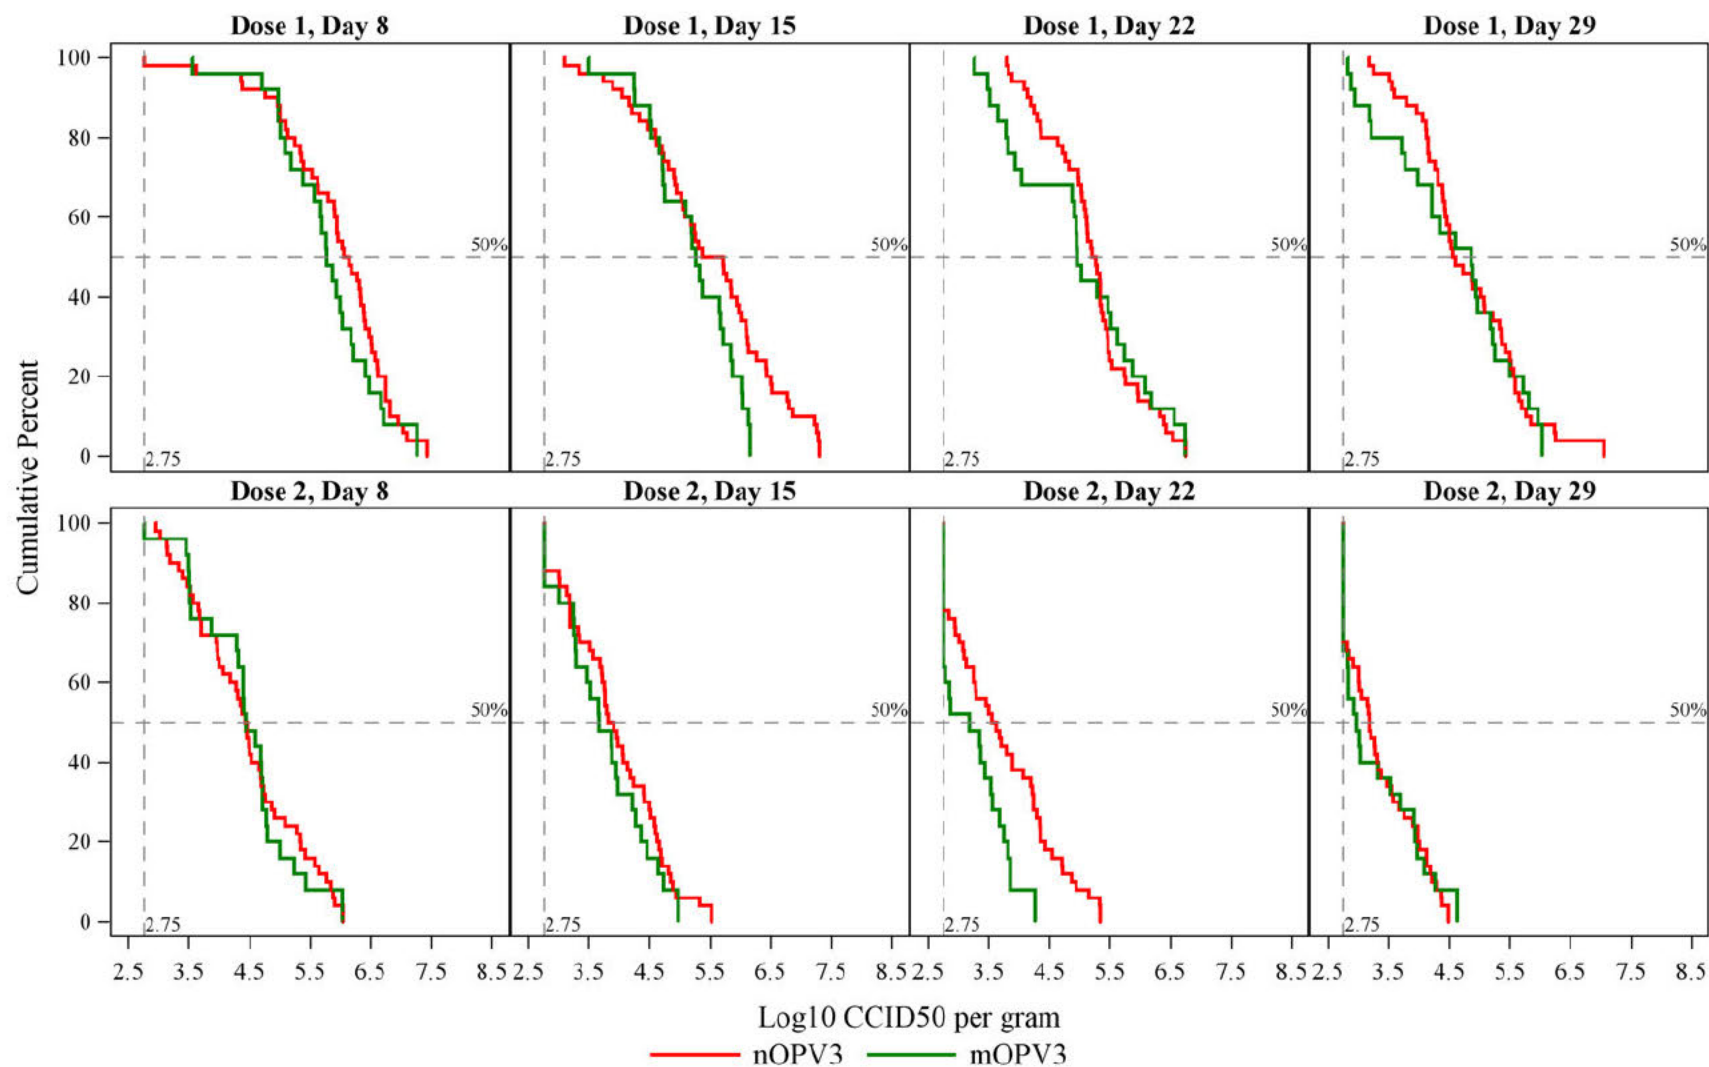 Dose 1, Day 8 Dose 1, Day 15 Dose 1, Day 22 Dose 1, Day 29
100
80
60
50% 50% 50% 50%
40
20
0
2.75 2.75 2.75 2.75
Cumulative Percent
Dose 2, Day 8 Dose 2, Day 15 Dose 2, Day 22 Dose 2, Day 29
100
80
60
50% 50% 50% 50%
40
20
0
2.75 2.75 2.75 2.75
2.5 3.5 4.5 5.5 6.5 7.5 8.5 2.5 3.5 4.5 5.5 6.5 7.5 8.5 2.5 3.5 4.5 5.5 6.5 7.5 8.5 2.5 3.5 4.5 5.5 6.5 7.5 8.5
Log10 CCID50 per gram
nOPV3 mOPV3